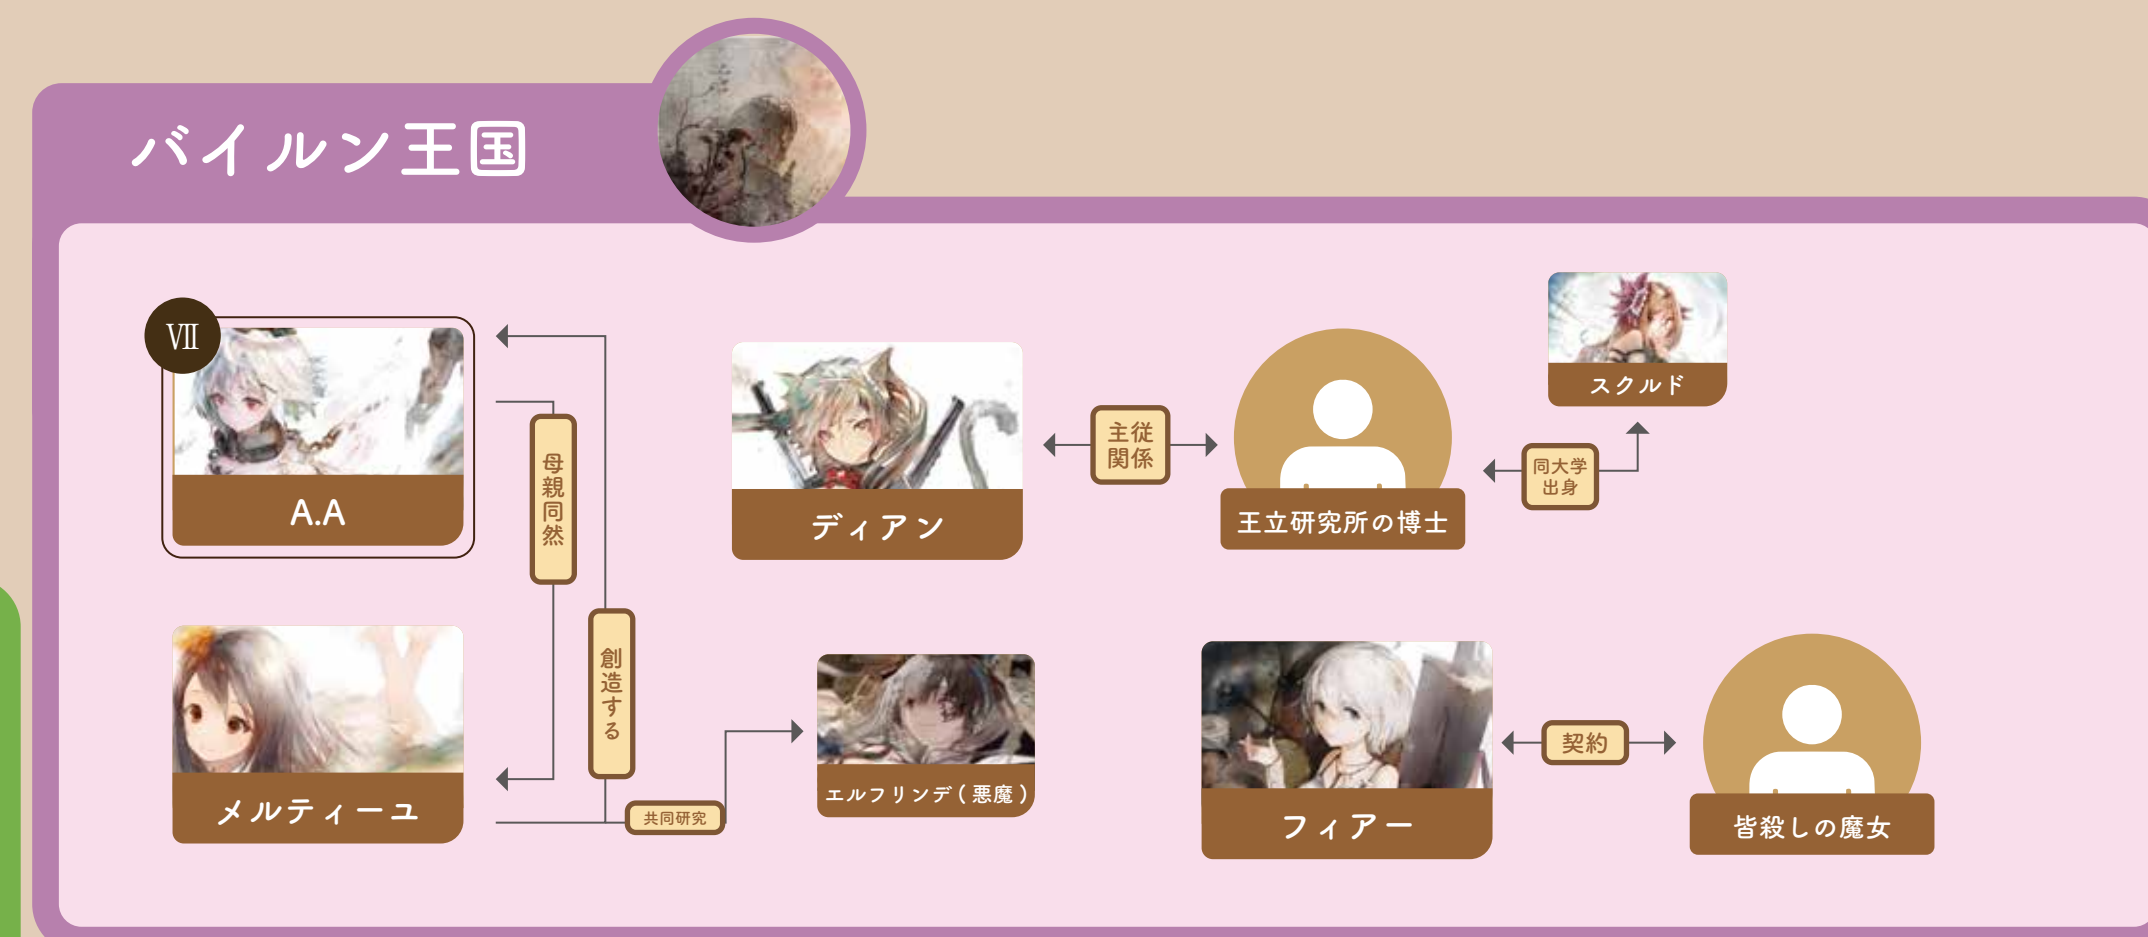 バイルン王国
VII
A.A
母親同然
創造する
メルティーユ
共同研究
エルフリンデ(悪魔)
ディアン
主従
関係
王立研究所の博士
同大学
出身
スクルド
フィアー
契約
皆殺しの魔女